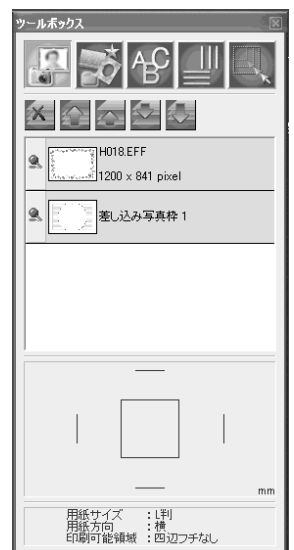 ツールボックス
ABC
H018.EFF
1200 x 841 pixel
差し込み写真枠 1
mm
用紙サイズ　：L判
用紙方向　：横
印刷可能領域　：四辺フチなし